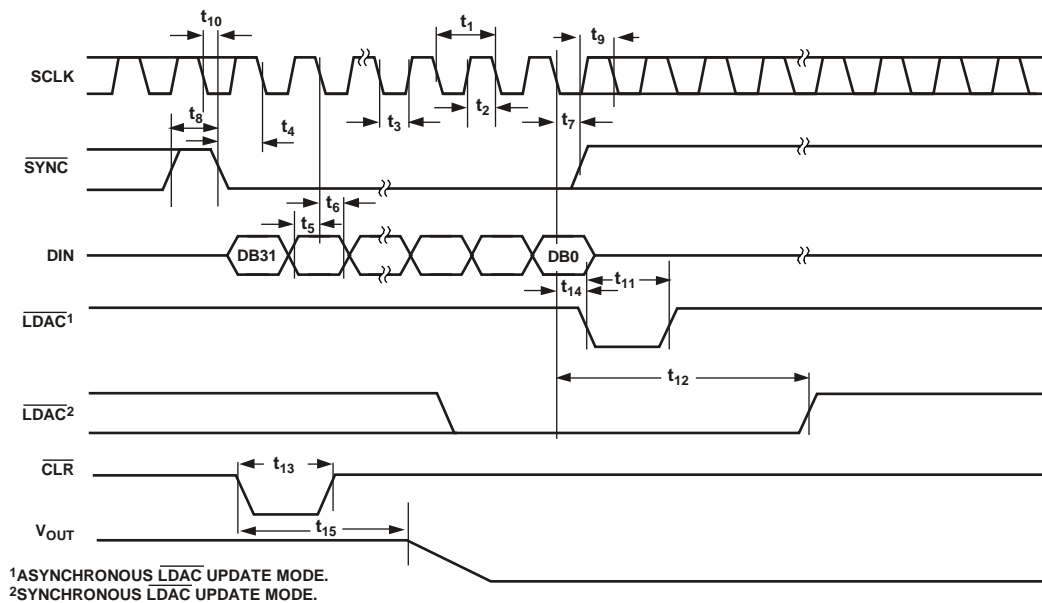 t10
t1
t9
SCLK
t8
t4
t3
t2
t7
SYNC
t5
t6
DIN
DB31
DB0
t14
t11
LDAC1
t12
LDAC2
CLR
t13
t15
VOUT
1ASYNCHRONOUS LDAC UPDATE MODE.
2SYNCHRONOUS LDAC UPDATE MODE.